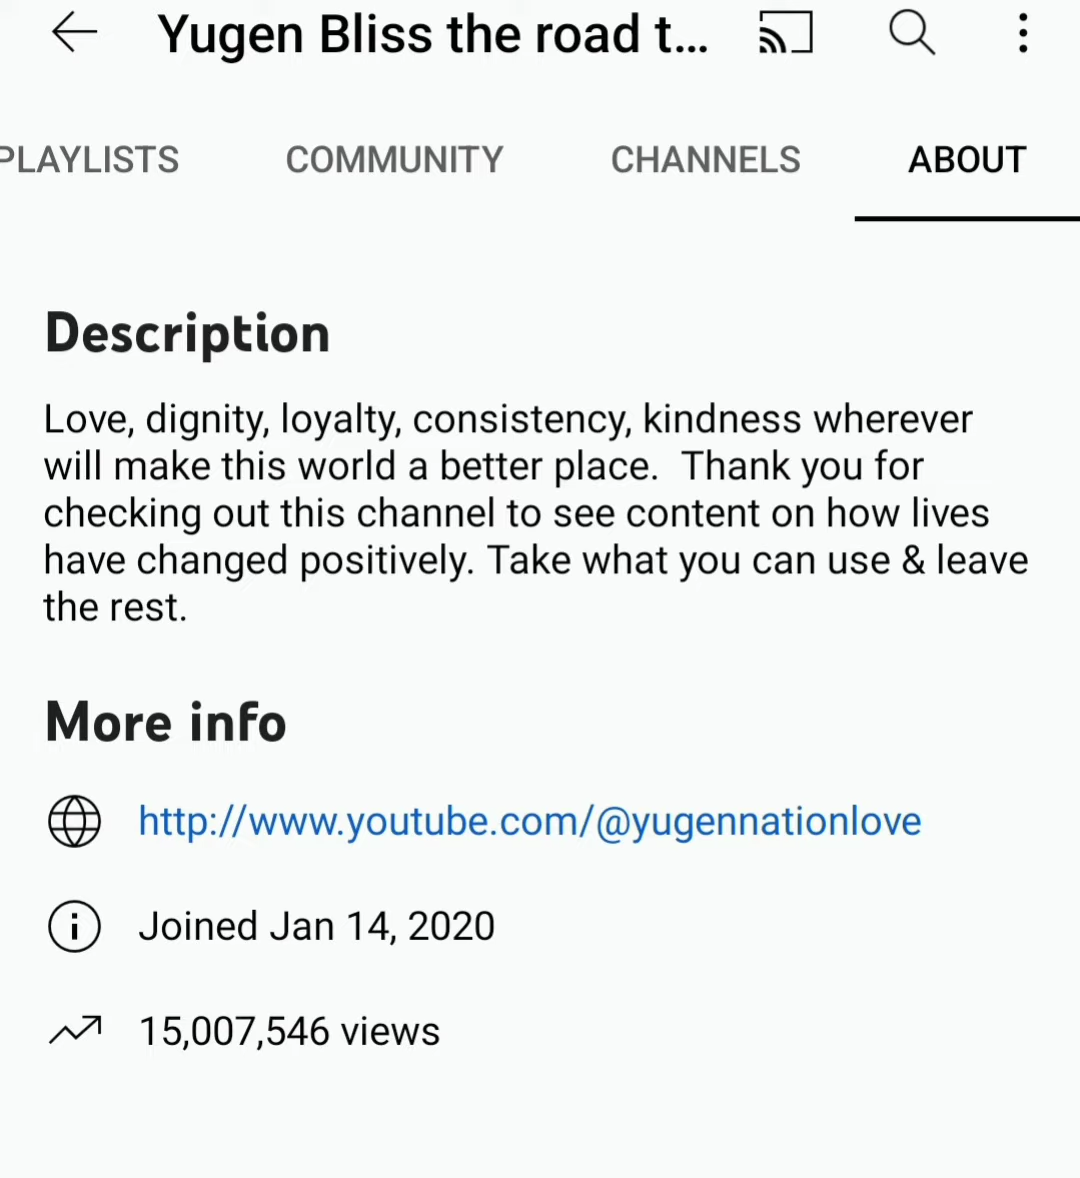 Yugen Bliss the road t...
PLAYLISTS COMMUNITY CHANNELS ABOUT
Description
Love, dignity, loyalty, consistency, kindness wherever
will make this world a better place.  Thank you for
checking out this channel to see content on how lives
have changed positively. Take what you can use & leave
the rest.
More info
http://www.youtube.com/@yugennationlove
Joined Jan 14, 2020
15,007,546 views